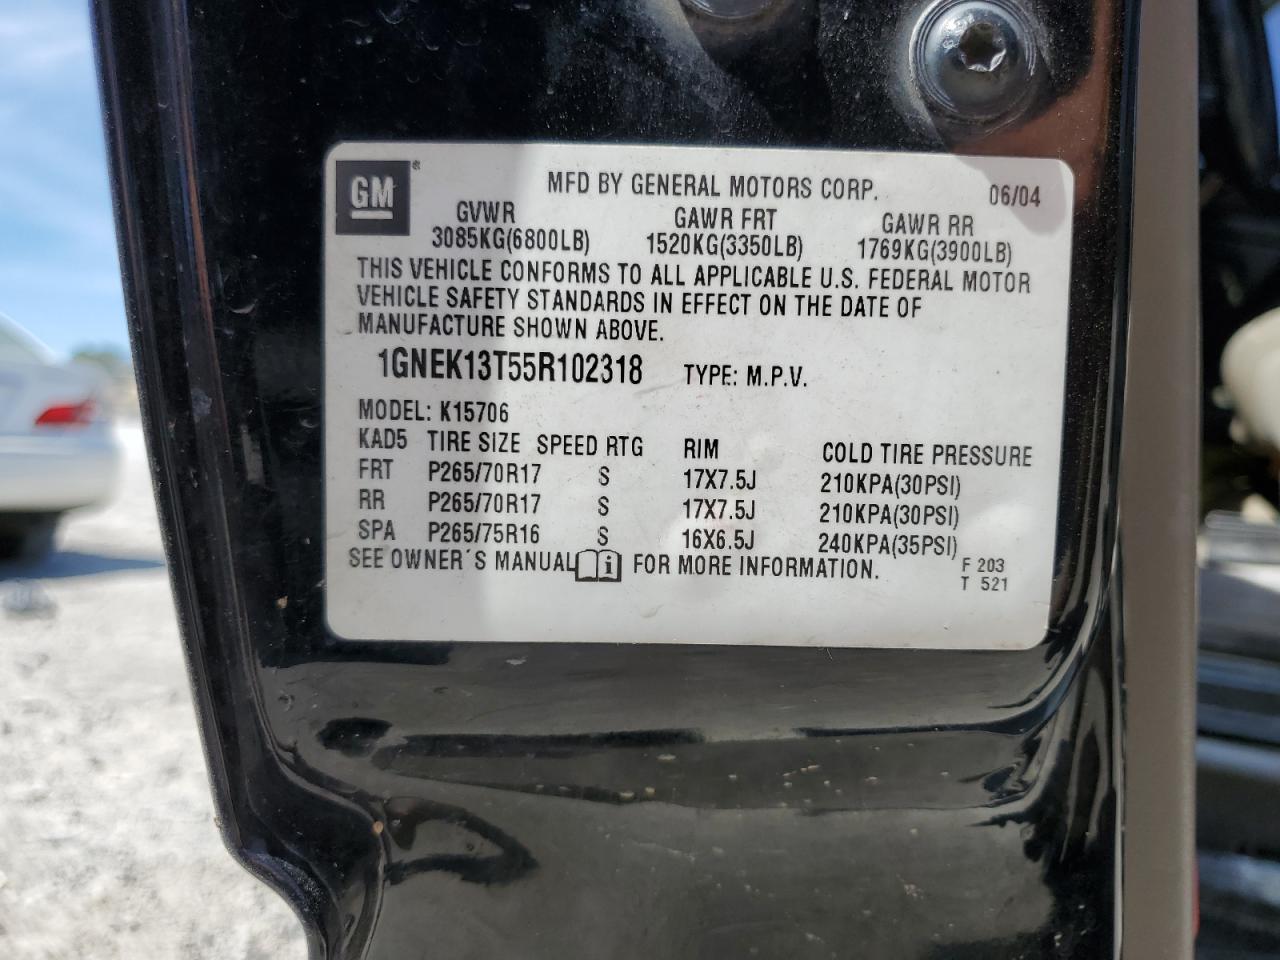 GM®
MFD BY GENERAL MOTORS CORP. 06/04
GVWR GAWR FRT GAWR RR
3085KG(6800LB) 1520KG(3350LB) 1769KG(3900LB)
THIS VEHICLE CONFORMS TO ALL APPLICABLE U.S. FEDERAL MOTOR
VEHICLE SAFETY STANDARDS IN EFFECT ON THE DATE OF
MANUFACTURE SHOWN ABOVE.
1GNEK13T55R102318 TYPE: M.P.V.
MODEL: K15706
KAD5 TIRE SIZE SPEED RTG RIM COLD TIRE PRESSURE
FRT P265/70R17 S 17X7.5J 210KPA(30PSI)
RR P265/70R17 S 17X7.5J 210KPA(30PSI)
SPA P265/75R16 S 16X6.5J 240KPA(35PSI)
SEE OWNER´S MANUAL i FOR MORE INFORMATION.
F 203
T 521